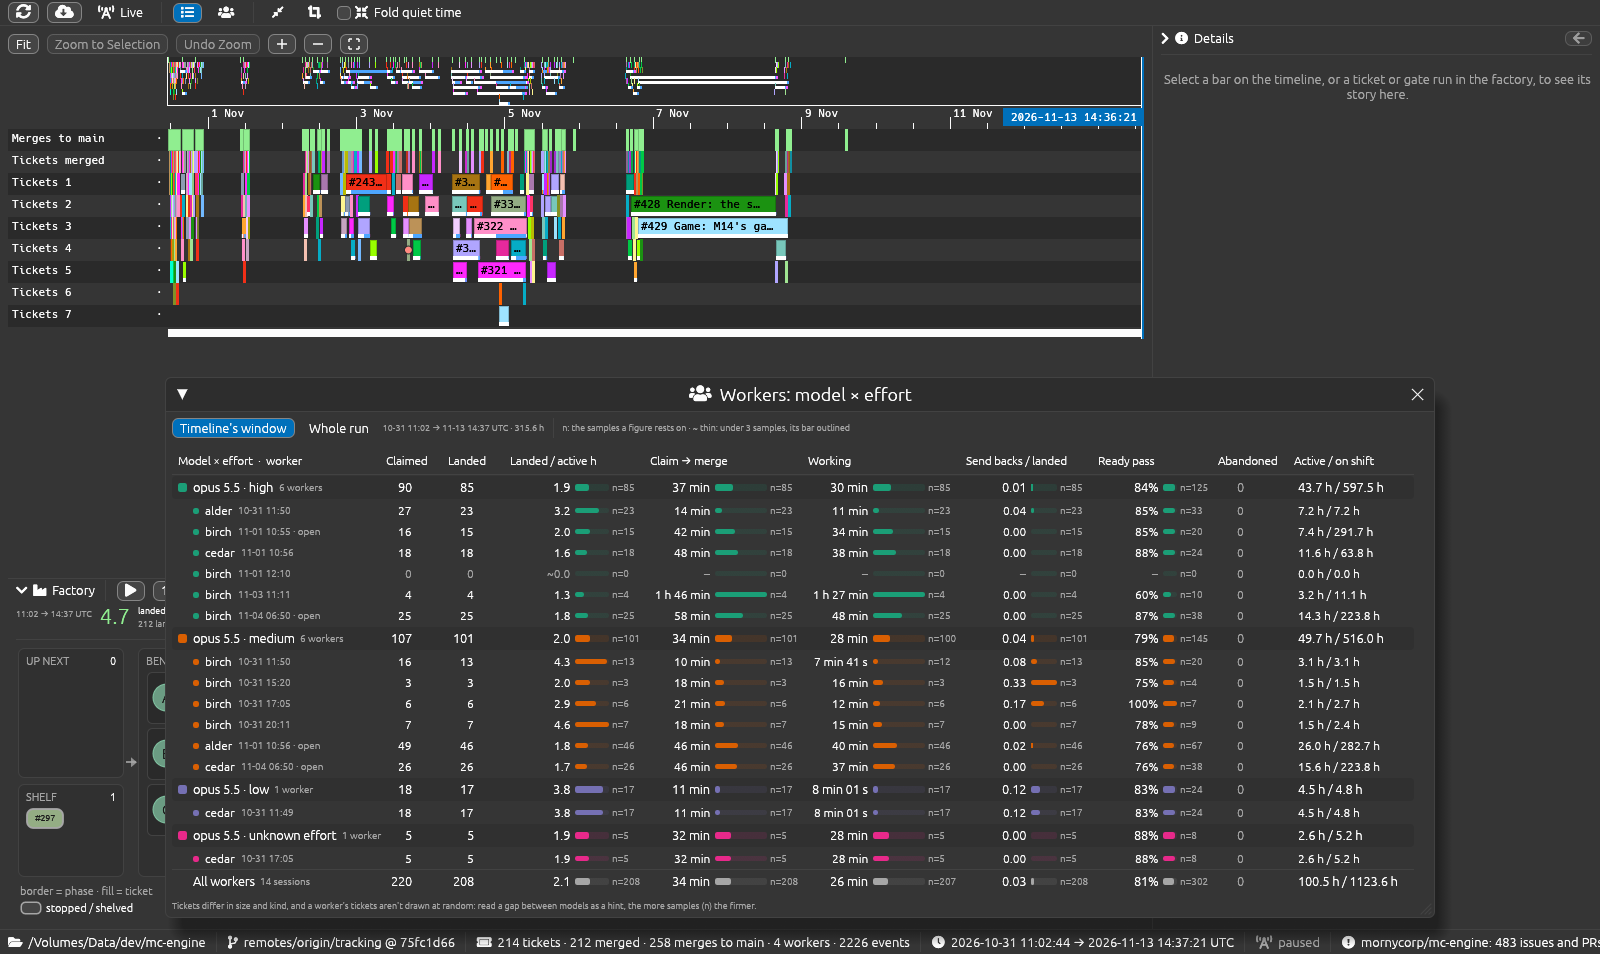 Live
Fold quiet time
Fit
Zoom to Selection
Undo Zoom
Details
Select a bar on the timeline, or a ticket or gate run in the factory, to see its
story here.
1 Nov
3 Nov
5 Nov
7 Nov
9 Nov
11 Nov
2026-11-13 14:36:21
Merges to main
Tickets merged
Tickets 1
#243…
#3…
#…
Tickets 2
#33…
#428 Render: the s…
Tickets 3
#322 …
#429 Game: M14's ga…
Tickets 4
#3…
Tickets 5
#321 …
Tickets 6
Tickets 7
Workers: model × effort
Timeline's window
Whole run
10-31 11:02 → 11-13 14:37 UTC · 315.6 h
n: the samples a figure rests on · ~ thin: under 3 samples, its bar outlined
Model × effort · worker Claimed Landed Landed / active h Claim → merge Working Send backs / landed Ready pass Abandoned Active / on shift
opus 5.5 · high 6 workers 90 85 1.9 n=85 37 min n=85 30 min n=85 0.01 n=85 84% n=125 0 43.7 h / 597.5 h
alder 10-31 11:50 27 23 3.2 n=23 14 min n=23 11 min n=23 0.04 n=23 85% n=33 0 7.2 h / 7.2 h
birch 11-01 10:55 · open 16 15 2.0 n=15 42 min n=15 34 min n=15 0.00 n=15 85% n=20 0 7.4 h / 291.7 h
cedar 11-01 10:56 18 18 1.6 n=18 48 min n=18 38 min n=18 0.00 n=18 88% n=24 0 11.6 h / 63.8 h
birch 11-01 12:10 0 0 ~0.0 n=0 – n=0 – n=0 – n=0 – n=0 0 0.0 h / 0.0 h
birch 11-03 11:11 4 4 1.3 n=4 1 h 46 min n=4 1 h 27 min n=4 0.00 n=4 60% n=10 0 3.2 h / 11.1 h
birch 11-04 06:50 · open 25 25 1.8 n=25 58 min n=25 48 min n=25 0.00 n=25 87% n=38 0 14.3 h / 223.8 h
opus 5.5 · medium 6 workers 107 101 2.0 n=101 34 min n=101 28 min n=100 0.04 n=101 79% n=145 0 49.7 h / 516.0 h
birch 10-31 11:50 16 13 4.3 n=13 10 min n=13 7 min 41 s n=12 0.08 n=13 85% n=20 0 3.1 h / 3.1 h
birch 10-31 15:20 3 3 2.0 n=3 18 min n=3 16 min n=3 0.33 n=3 75% n=4 0 1.5 h / 1.5 h
birch 10-31 17:05 6 6 2.9 n=6 21 min n=6 12 min n=6 0.17 n=6 100% n=7 0 2.1 h / 2.7 h
birch 10-31 20:11 7 7 4.6 n=7 18 min n=7 15 min n=7 0.00 n=7 78% n=9 0 1.5 h / 2.4 h
alder 11-01 10:56 · open 49 46 1.8 n=46 46 min n=46 40 min n=46 0.02 n=46 76% n=67 0 26.0 h / 282.7 h
cedar 11-04 06:50 · open 26 26 1.7 n=26 46 min n=26 37 min n=26 0.00 n=26 76% n=38 0 15.6 h / 223.8 h
opus 5.5 · low 1 worker 18 17 3.8 n=17 11 min n=17 8 min 01 s n=17 0.12 n=17 83% n=24 0 4.5 h / 4.8 h
cedar 10-31 11:49 18 17 3.8 n=17 11 min n=17 8 min 01 s n=17 0.12 n=17 83% n=24 0 4.5 h / 4.8 h
opus 5.5 · unknown effort 1 worker 5 5 1.9 n=5 32 min n=5 28 min n=5 0.00 n=5 88% n=8 0 2.6 h / 5.2 h
cedar 10-31 17:05 5 5 1.9 n=5 32 min n=5 28 min n=5 0.00 n=5 88% n=8 0 2.6 h / 5.2 h
All workers 14 sessions 220 208 2.1 n=208 34 min n=208 26 min n=207 0.03 n=208 81% n=302 0 100.5 h / 1123.6 h
Tickets differ in size and kind, and a worker's tickets aren't drawn at random: read a gap between models as a hint, the more samples (n) the firmer.
Factory
11:02 → 14:37 UTC 4.7 landed
212
UP NEXT 0
SHELF 1
#297
border = phase · fill = ticket
stopped / shelved
/Volumes/Data/dev/mc-engine
remotes/origin/tracking @ 75fc1d66
214 tickets · 212 merged · 258 merges to main · 4 workers · 2226 events
2026-10-31 11:02:44 → 2026-11-13 14:37:21 UTC
paused
mornycorp/mc-engine: 483 issues and PRs